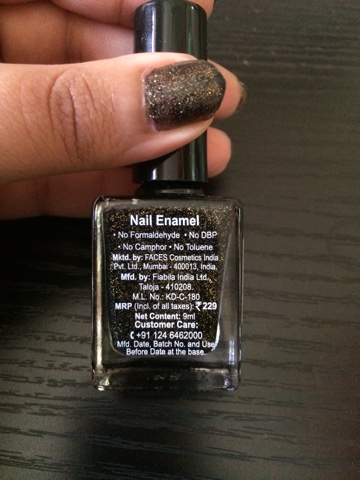 Nail Enamel
• No Formaldehyde • No DBP
• No Camphor • No Toluene
Mktd. by: FACES Cosmetics India
Pvt. Ltd., Mumbai - 400013, India.
Mfd. by: Fiabila India Ltd.
Taloja - 410208.
M.L. No.: KD-C-180
MRP (Incl. of all taxes): ₹229
Net Content: 9ml
Customer Care:
✆ +91 124 6462000
Mfd. Date, Batch No. and Use
Before Date at the base.